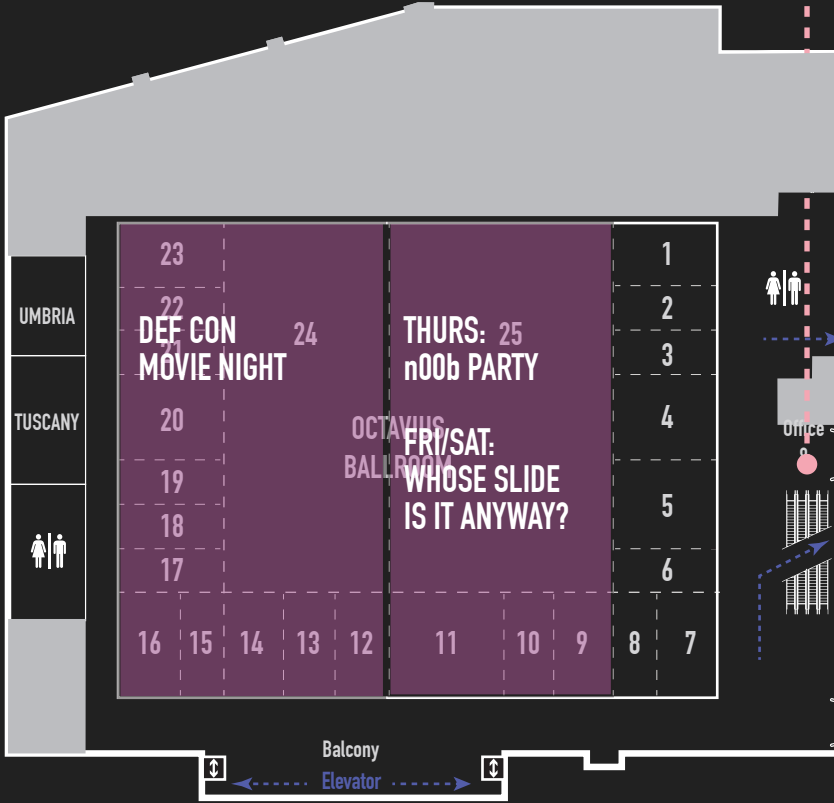 23
1
UMBRIA
22
2
DEF CON
MOVIE NIGHT
24
THURS:
25
n00b PARTY
21
3
TUSCANY
20
OCTAVIUS
BALLROOM
4
Office
FRI/SAT:
WHOSE SLIDE
IS IT ANYWAY?
19
18
5
17
6
16
15
14
13
12
11
10
9
8
7
Balcony
Elevator